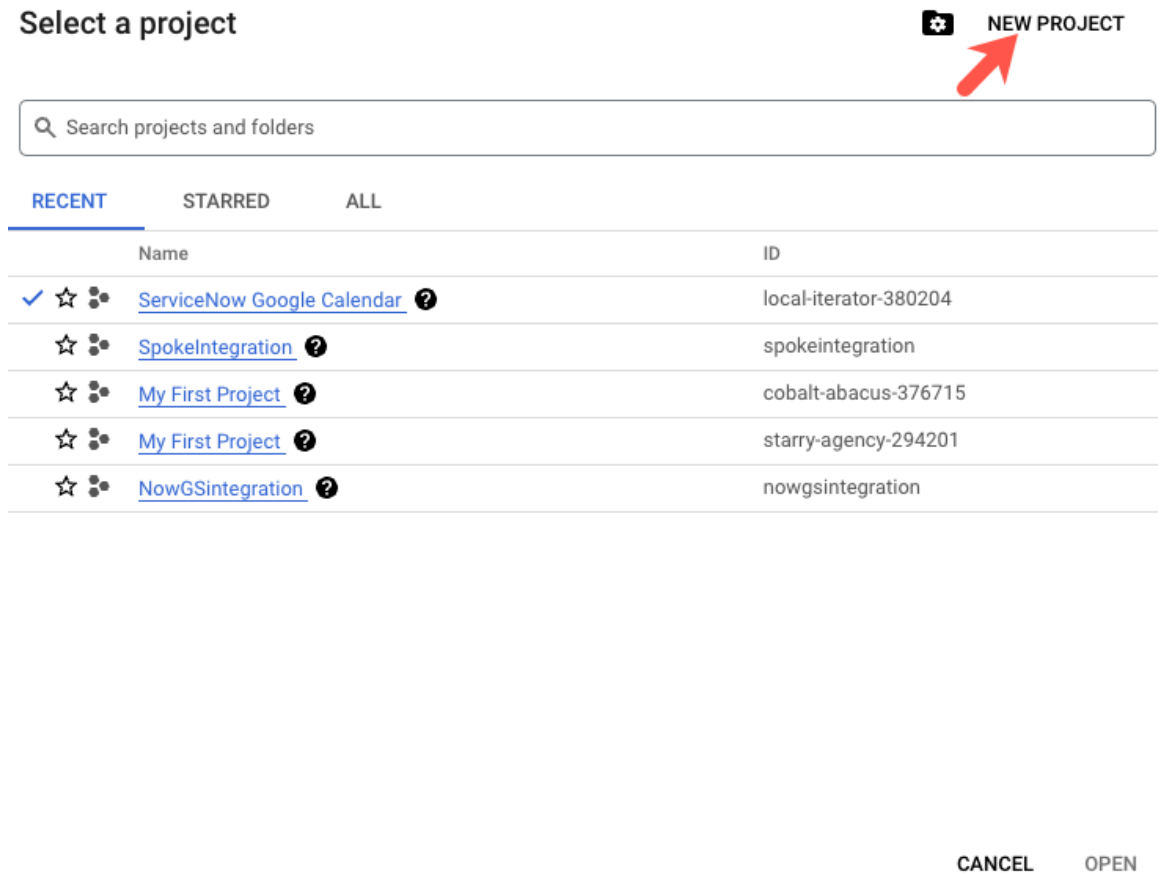 Select a project
NEW PROJECT
Search projects and folders
RECENT STARRED ALL
Name ID
ServiceNow Google Calendar local-iterator-380204
SpokeIntegration spokeintegration
My First Project cobalt-abacus-376715
My First Project starry-agency-294201
NowGSintegration nowgsintegration
CANCEL OPEN